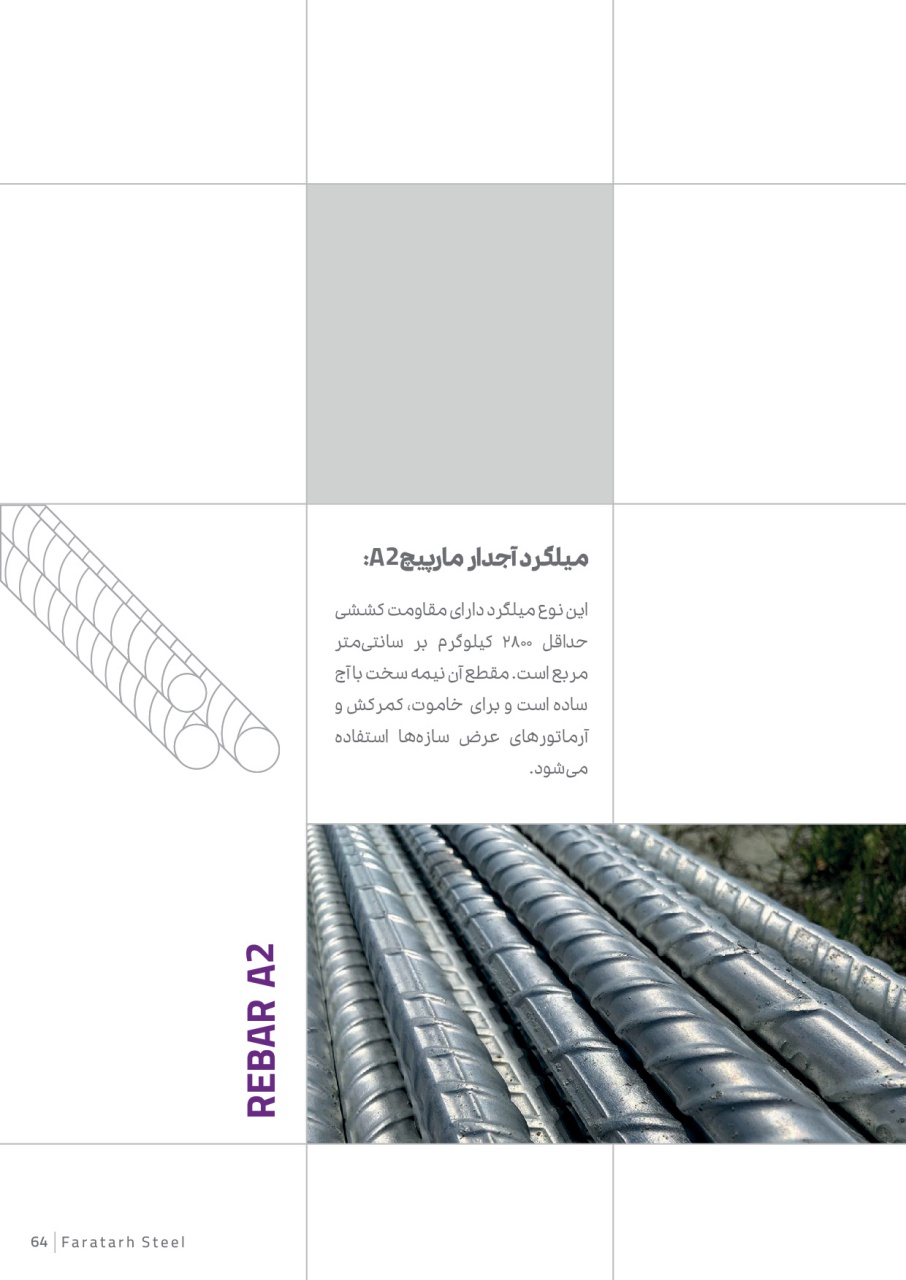 میلگرد آجدار مارپیچA2:
این نوع میلگرد دارای مقاومت کششی
حداقل ۲۸۰۰ کیلوگرم بر سانتی‌متر
مربع است. مقطع آن نیمه سخت با آج
ساده است و برای خاموت، کمرکش و
آرماتورهای عرض سازه‌ها استفاده
می‌شود.
REBAR A2
64 | Faratarh Steel